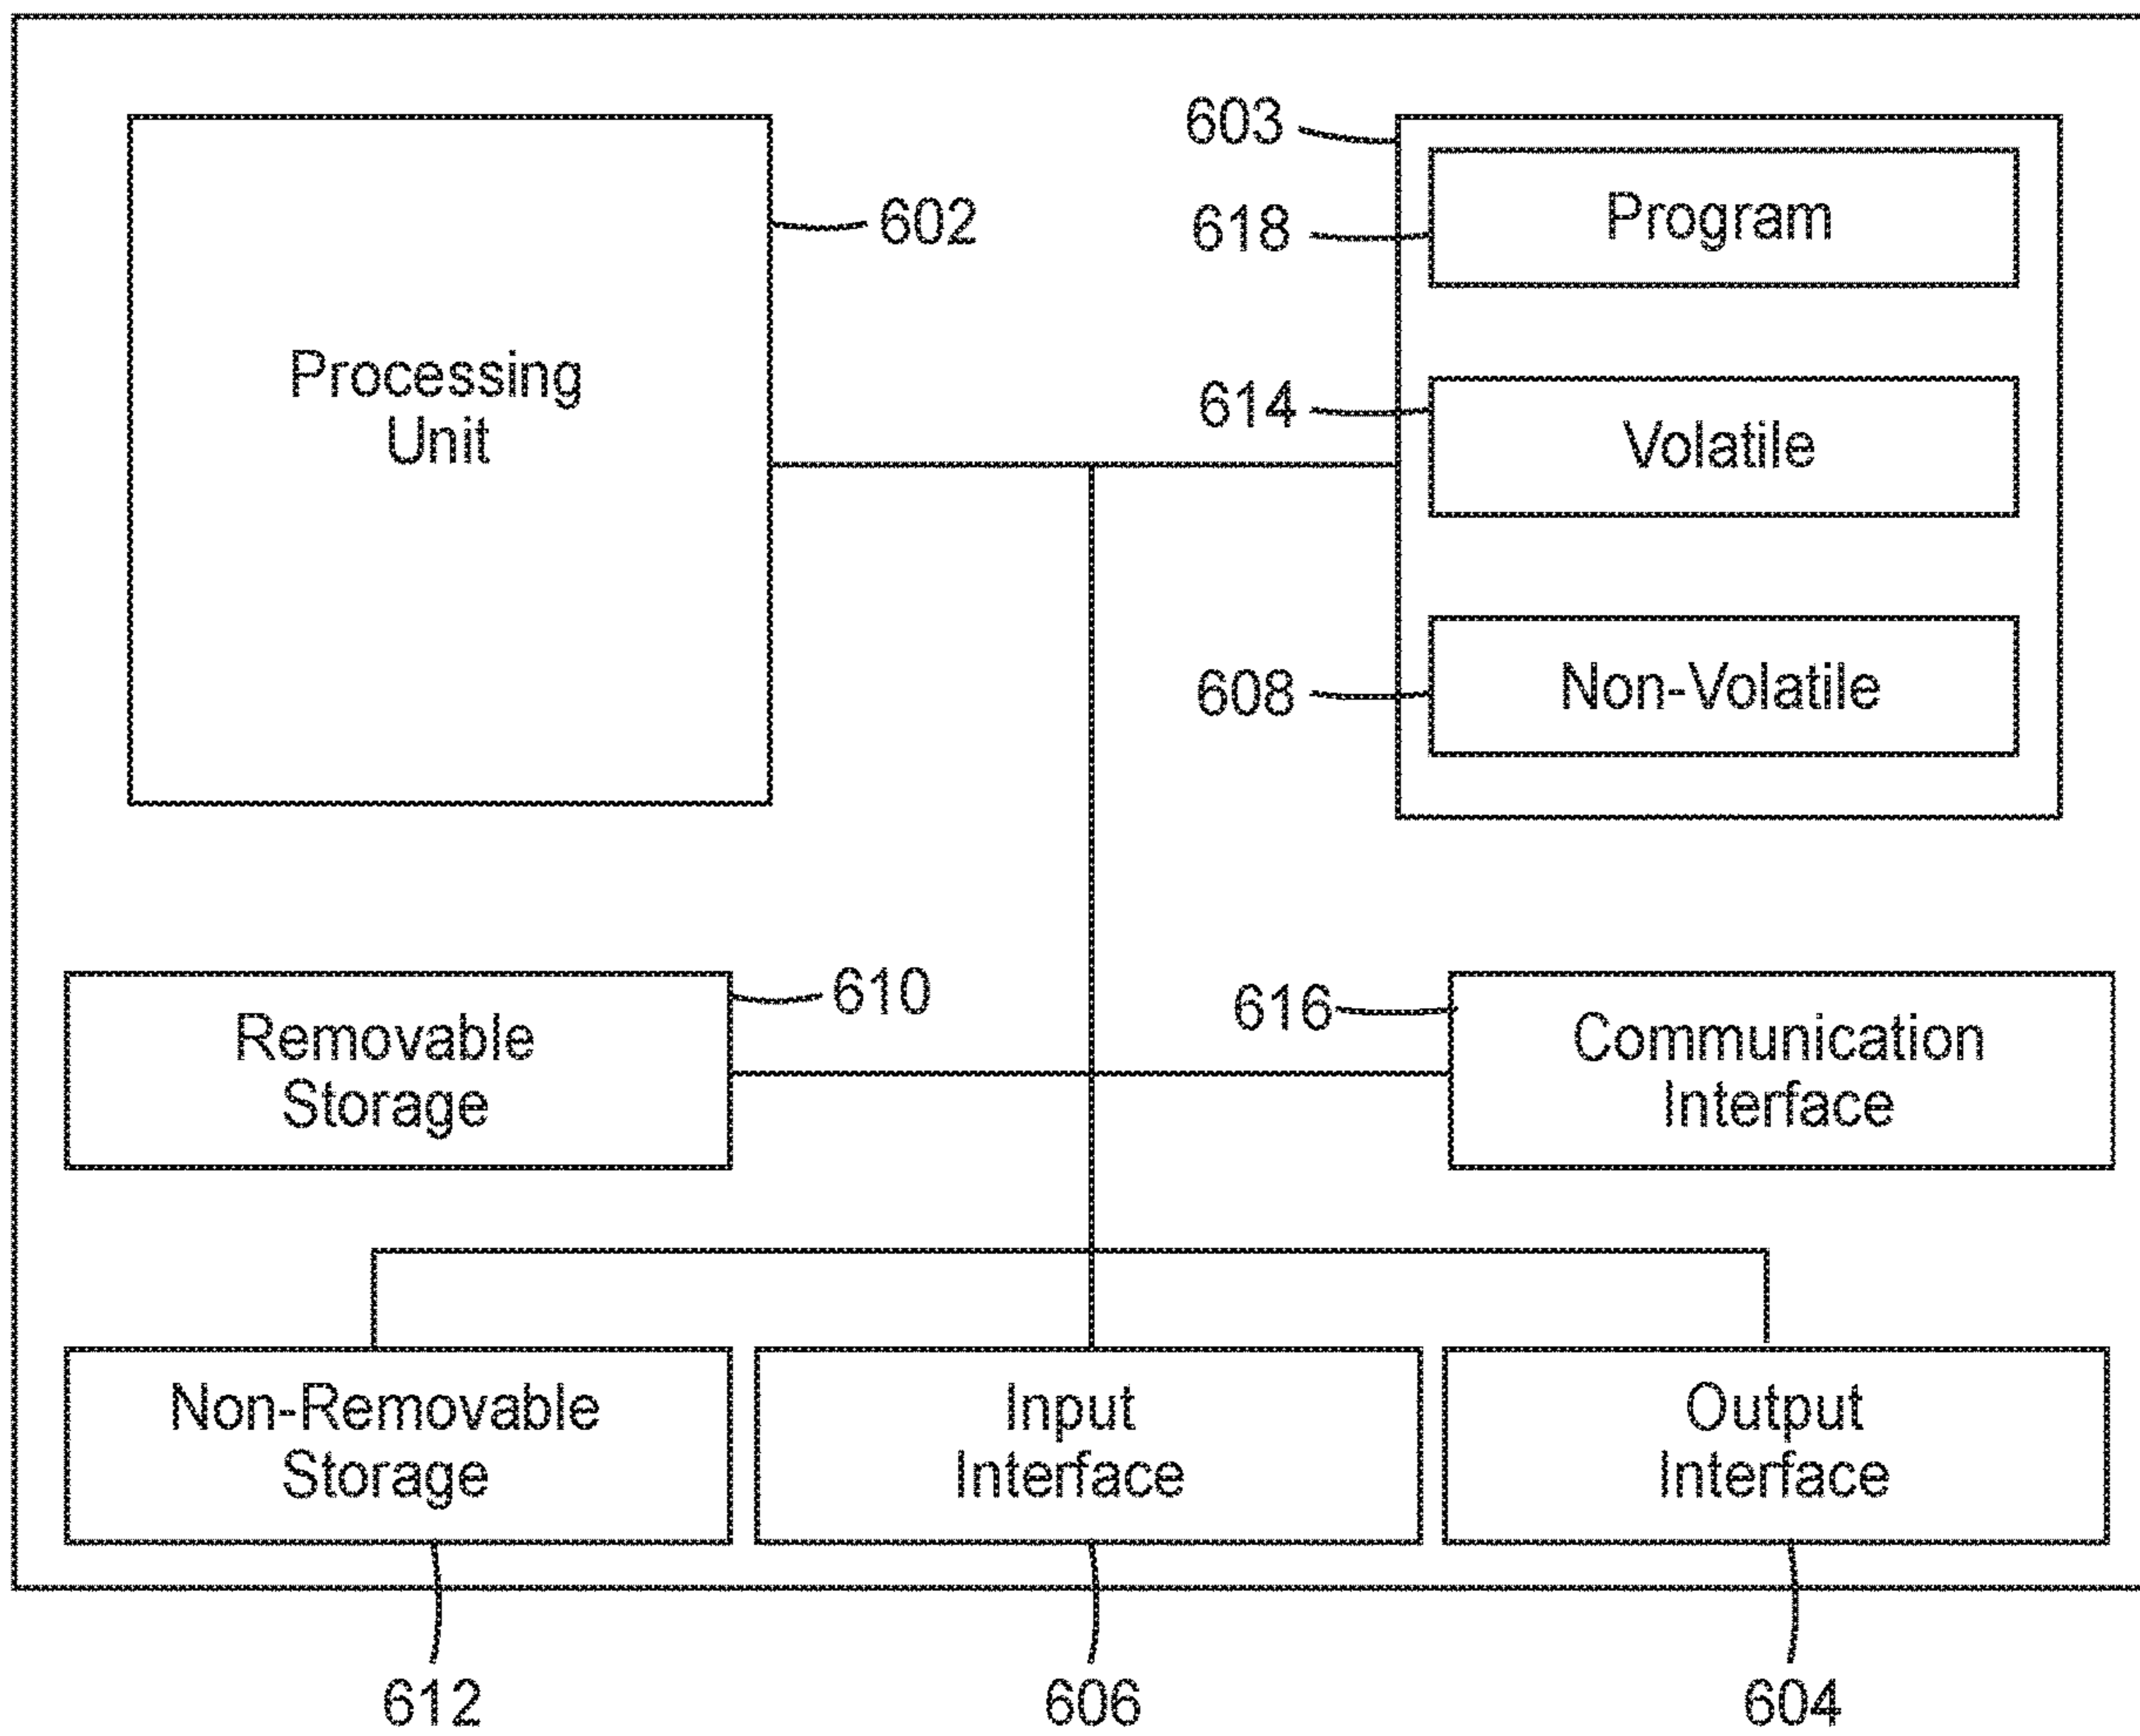 603
Program
618
602
Processing
Unit
614
Volatile
608
Non-Volatile
610
Removable
Storage
616
Communication
Interface
Non-Removable
Storage
Input
Interface
Output
Interface
612
606
604